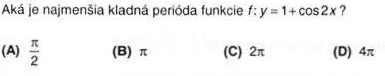 Aká je najmenšia kladná perióda funkcie f: y = 1 + cos 2x ?
(A) π/2 (B) π (C) 2π (D) 4π